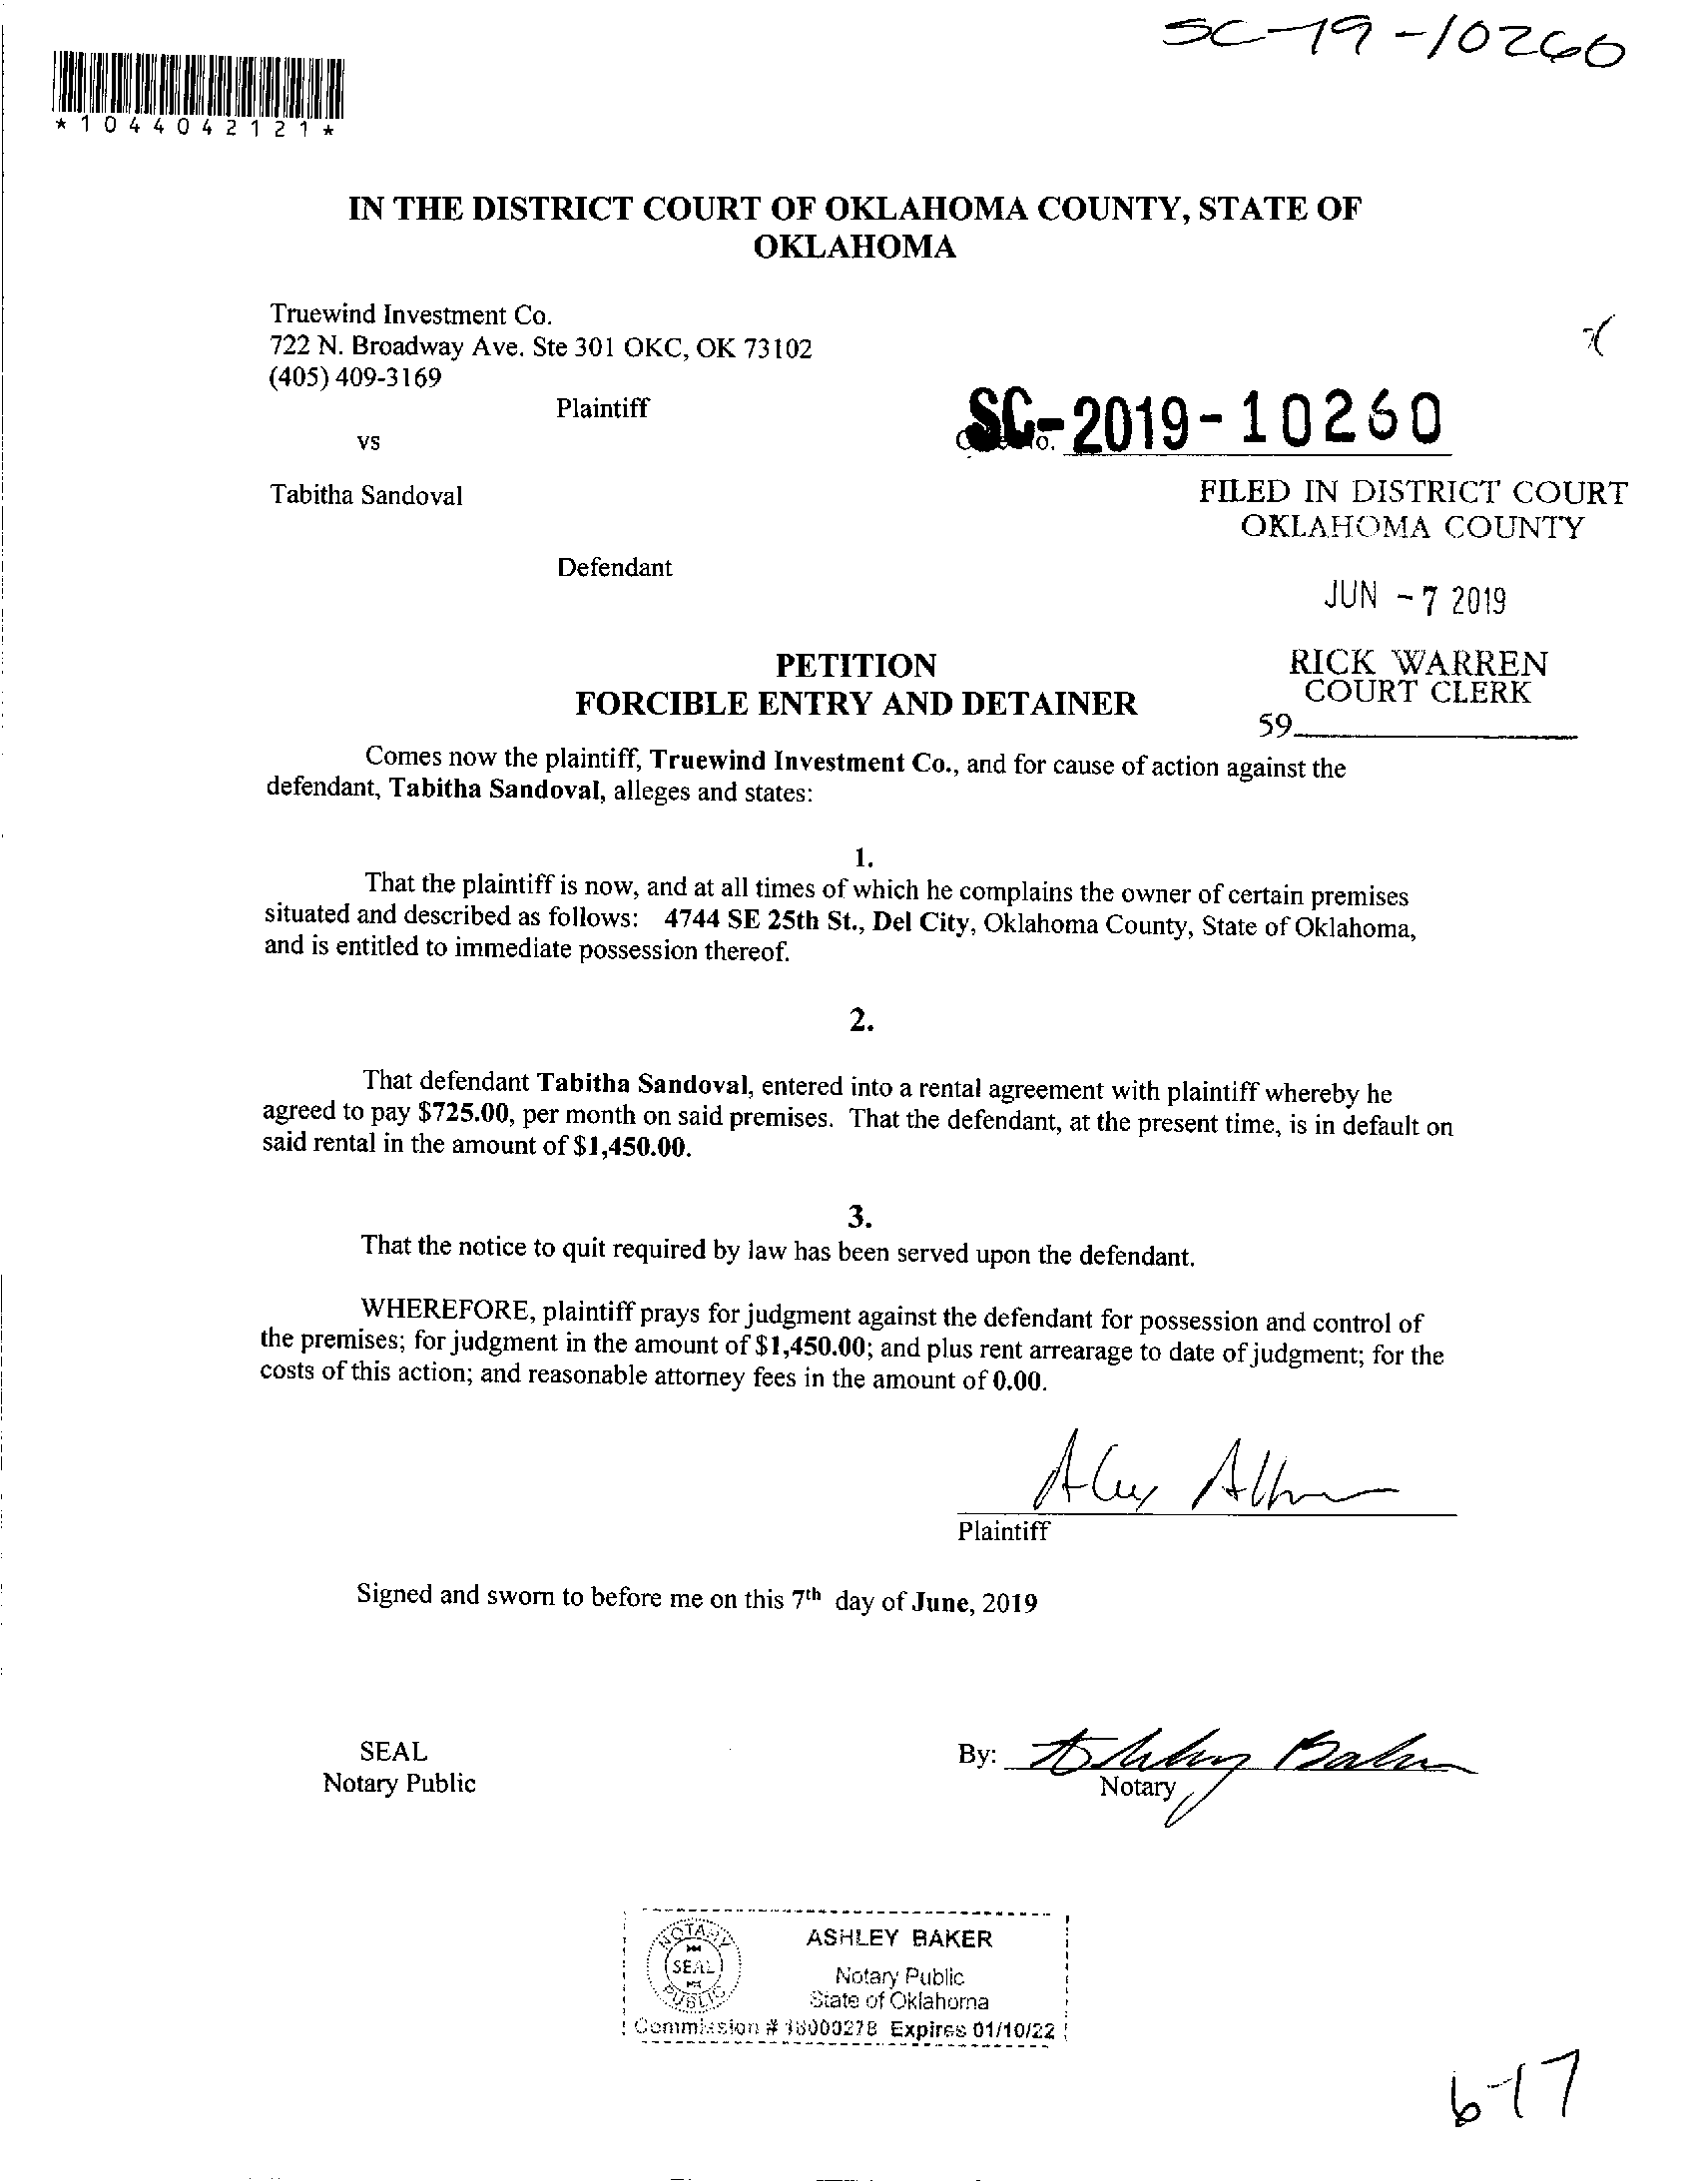 SC-19-10260
*1044042121*
IN THE DISTRICT COURT OF OKLAHOMA COUNTY, STATE OF
OKLAHOMA
Truewind Investment Co.
722 N. Broadway Ave. Ste 301 OKC, OK 73102
(405) 409-3169
Plaintiff
SC-2019-10260
vs
Tabitha Sandoval
FILED IN DISTRICT COURT
OKLAHOMA COUNTY
Defendant
JUN -7 2019
PETITION
RICK WARREN
COURT CLERK
FORCIBLE ENTRY AND DETAINER
59
Comes now the plaintiff, Truewind Investment Co., and for cause of action against the
defendant, Tabitha Sandoval, alleges and states:
1.
That the plaintiff is now, and at all times of which he complains the owner of certain premises
situated and described as follows: 4744 SE 25th St., Del City, Oklahoma County, State of Oklahoma,
and is entitled to immediate possession thereof.
2.
That defendant Tabitha Sandoval, entered into a rental agreement with plaintiff whereby he
agreed to pay $725.00, per month on said premises. That the defendant, at the present time, is in default on
said rental in the amount of $1,450.00.
3.
That the notice to quit required by law has been served upon the defendant.
WHEREFORE, plaintiff prays for judgment against the defendant for possession and control of
the premises; for judgment in the amount of $1,450.00; and plus rent arrearage to date of judgment; for the
costs of this action; and reasonable attorney fees in the amount of 0.00.
Plaintiff
Signed and sworn to before me on this 7th day of June, 2019
SEAL
Notary Public
By: Ashley Baker
Notary
NOTARY
SEAL
PUBLIC
ASHLEY BAKER
Notary Public
State of Oklahoma
Commission # 18000278 Expires 01/10/22
6-17